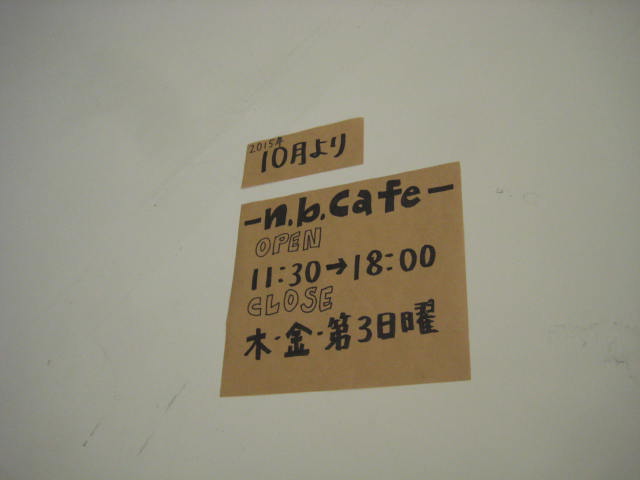 2015年
10月より
-n.b.cafe-
OPEN
11:30→18:00
CLOSE
木・金・第3日曜